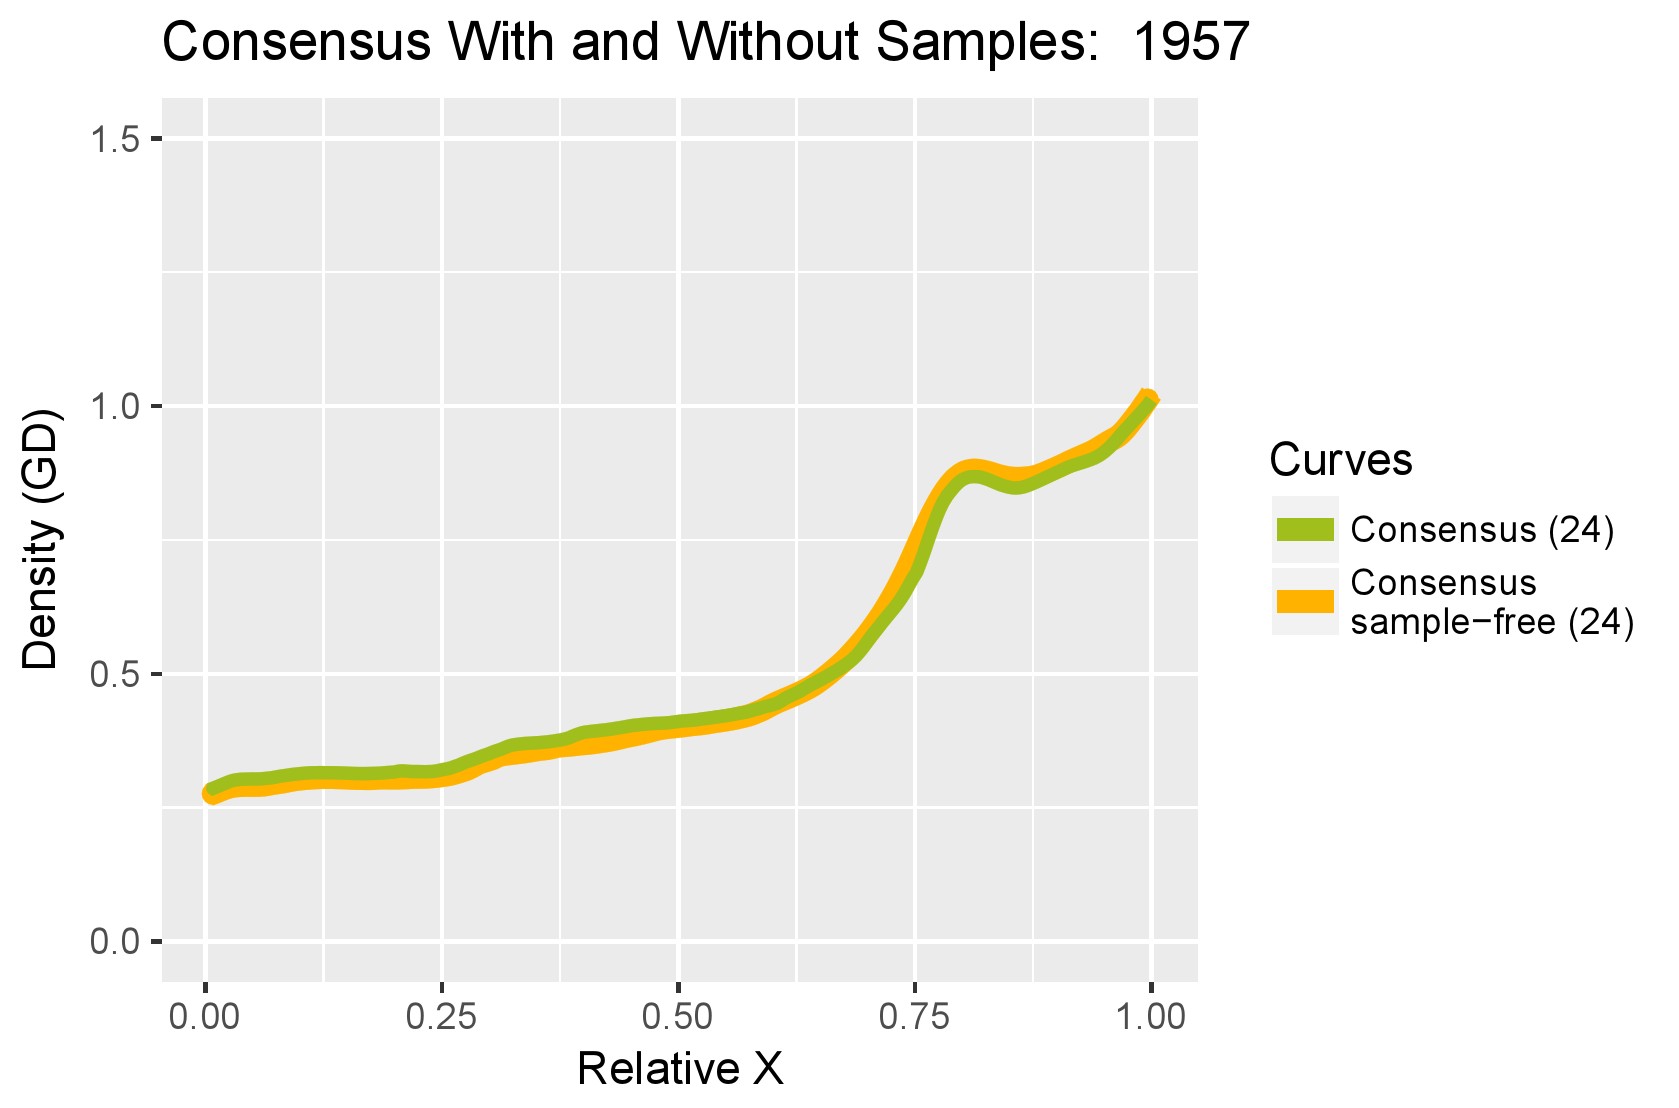 Consensus With and Without Samples:  1957
1.5
1.0
0.5
0.0
Density (GD)
0.00 0.25 0.50 0.75 1.00
Relative X
Curves
Consensus (24)
Consensus
sample−free (24)